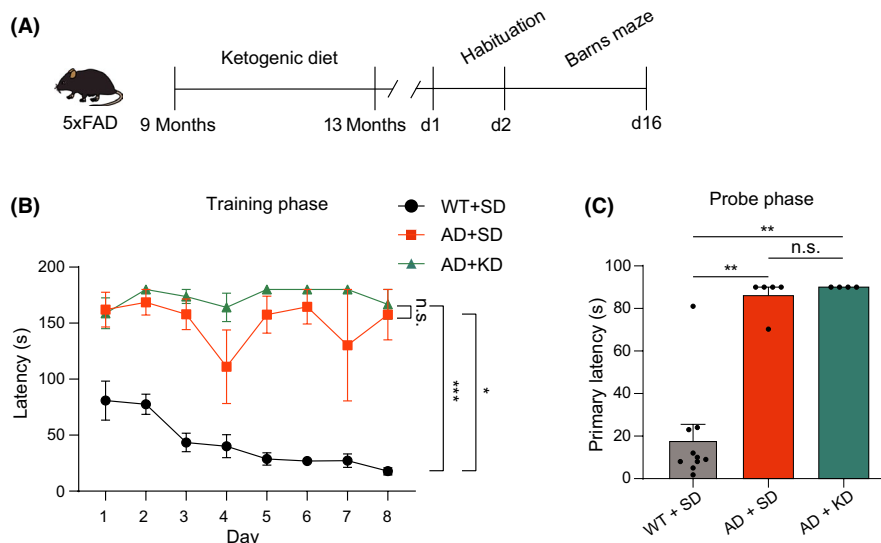 (A)
Ketogenic diet
Habituation
Barns maze
5xFAD
9 Months
13 Months
d1
d2
d16
(B)
Training phase
WT+SD
AD+SD
AD+KD
Latency (s)
200
150
100
50
0
1 2 3 4 5 6 7 8
Day
n.s.
***
*
(C)
Probe phase
**
n.s.
**
Primary latency (s)
100
80
60
40
20
0
WT + SD
AD + SD
AD + KD